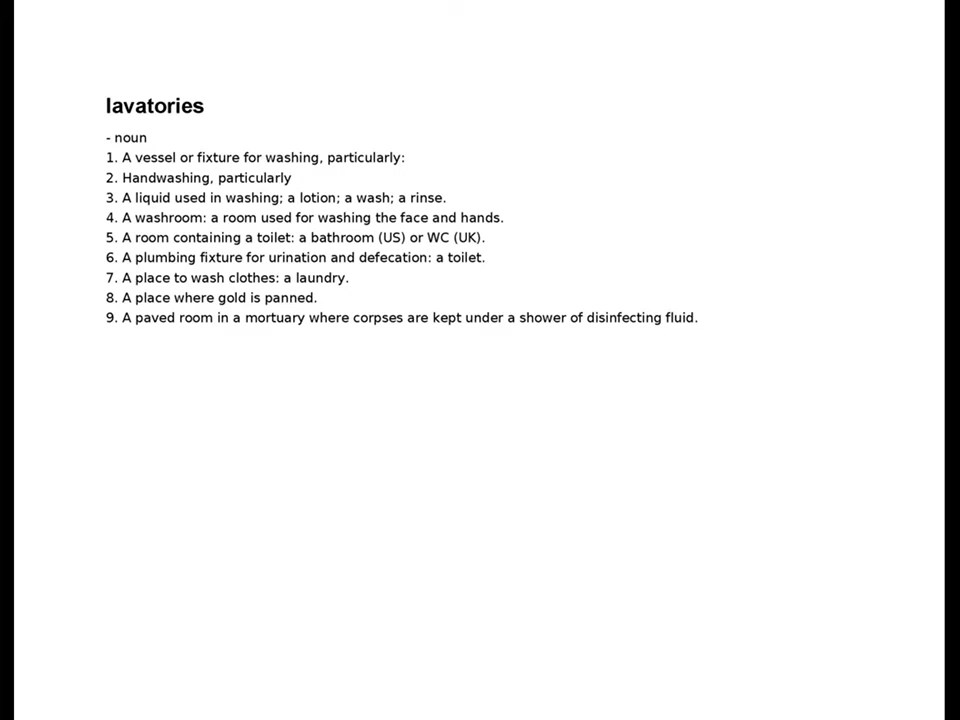 lavatories
- noun
1. A vessel or fixture for washing, particularly:
2. Handwashing, particularly
3. A liquid used in washing; a lotion; a wash; a rinse.
4. A washroom: a room used for washing the face and hands.
5. A room containing a toilet: a bathroom (US) or WC (UK).
6. A plumbing fixture for urination and defecation: a toilet.
7. A place to wash clothes: a laundry.
8. A place where gold is panned.
9. A paved room in a mortuary where corpses are kept under a shower of disinfecting fluid.